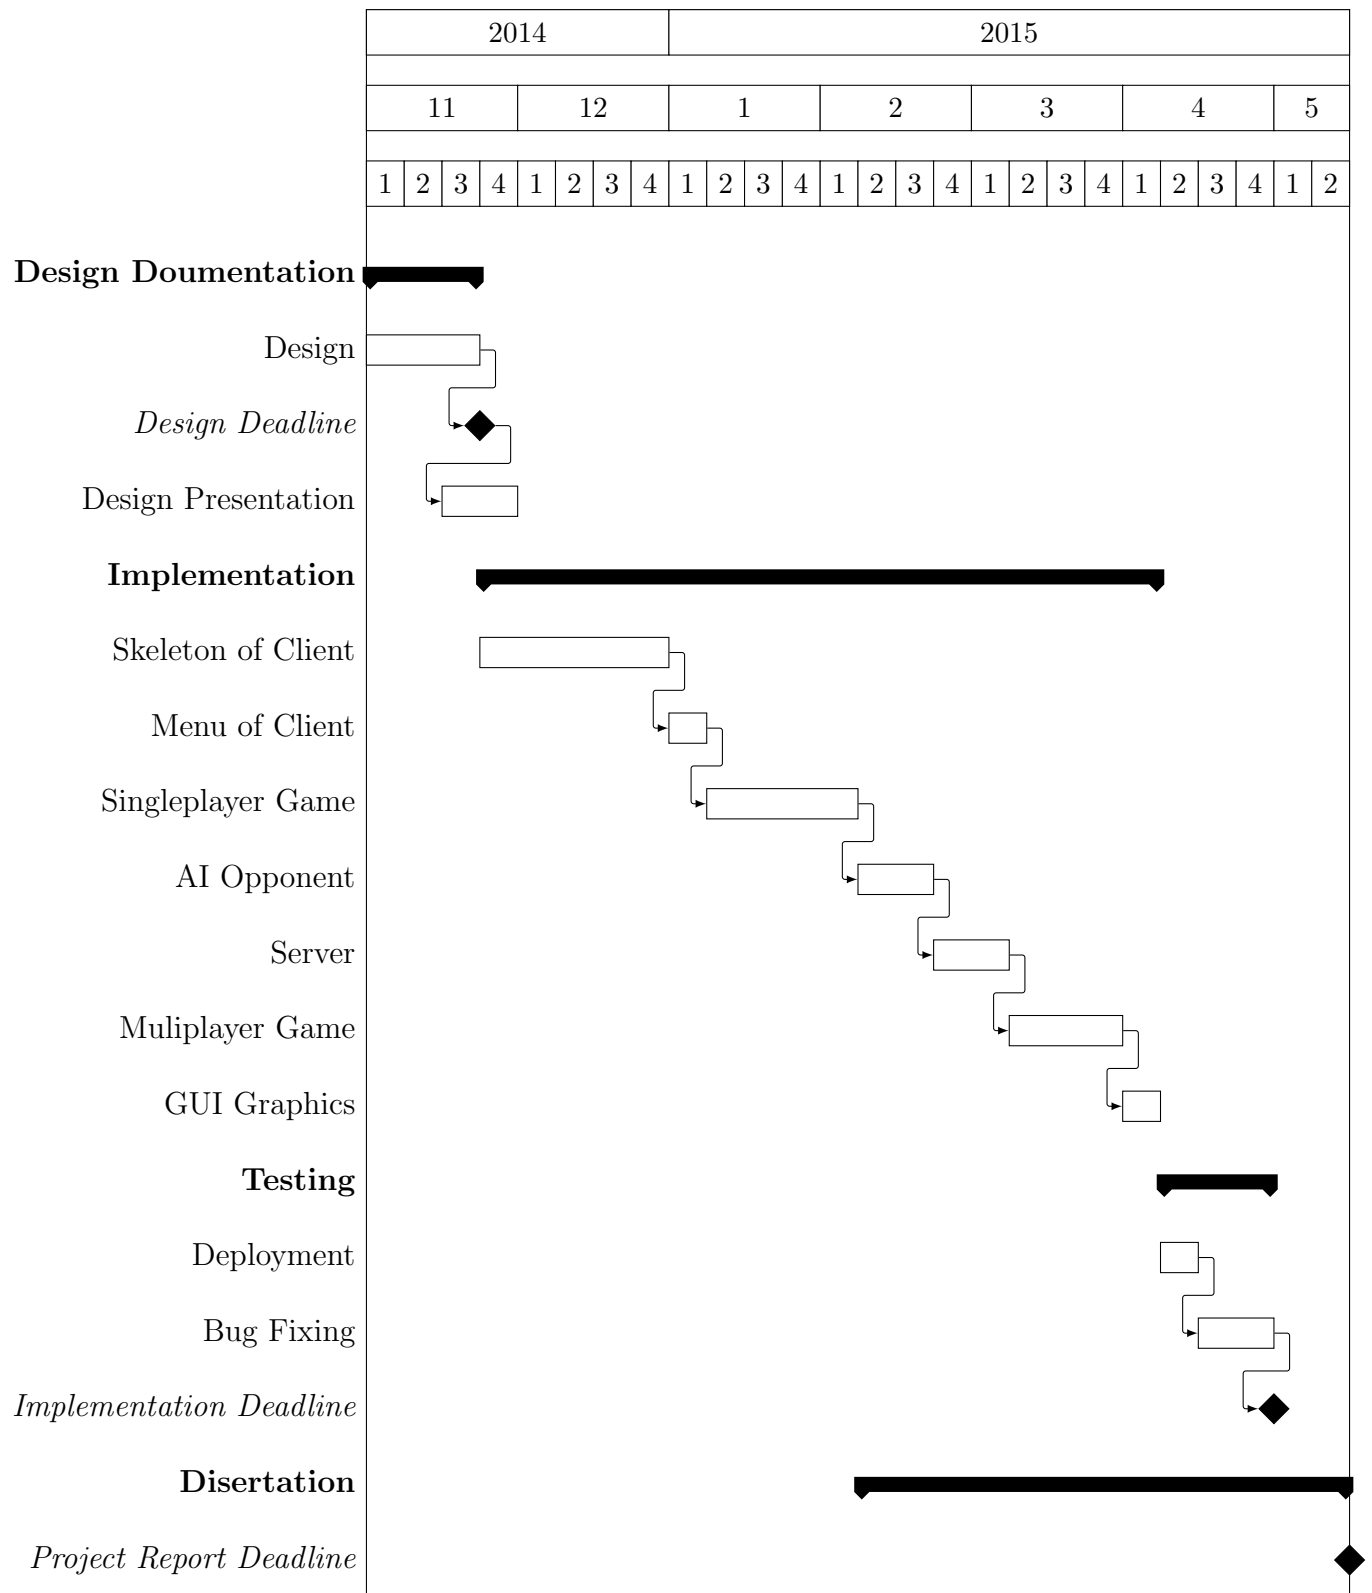 2014 2015
11 12 1 2 3 4 5
1 2 3 4 1 2 3 4 1 2 3 4 1 2 3 4 1 2 3 4 1 2 3 4 1 2
Design Doumentation
Design
Design Deadline
Design Presentation
Implementation
Skeleton of Client
Menu of Client
Singleplayer Game
AI Opponent
Server
Muliplayer Game
GUI Graphics
Testing
Deployment
Bug Fixing
Implementation Deadline
Disertation
Project Report Deadline